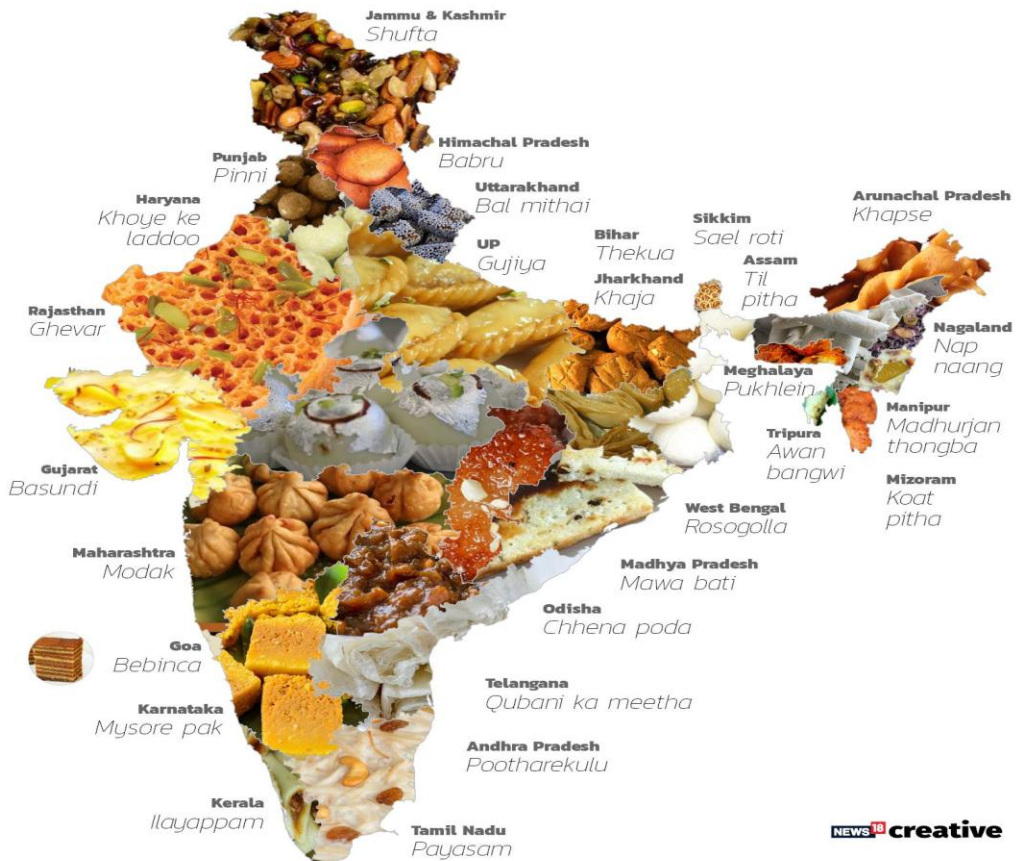 Jammu & Kashmir
Shufta
Himachal Pradesh
Babru
Punjab
Pinni
Uttarakhand
Bal mithai
Haryana
Khoye ke
laddoo
Arunachal Pradesh
Khapse
Sikkim
Sael roti
Bihar
Thekua
UP
Gujiya
Assam
Til
pitha
Jharkhand
Khaja
Rajasthan
Ghevar
Nagaland
Nap
naang
Meghalaya
Pukhlein
Manipur
Madhurjan
thongba
Tripura
Awan
bangwi
Gujarat
Basundi
Mizoram
Koat
pitha
West Bengal
Rosogolla
Maharashtra
Modak
Madhya Pradesh
Mawa bati
Odisha
Chhena poda
Goa
Bebinca
Telangana
Qubani ka meetha
Karnataka
Mysore pak
Andhra Pradesh
Pootharekulu
Kerala
Ilayappam
Tamil Nadu
Payasam
NEWS18 creative